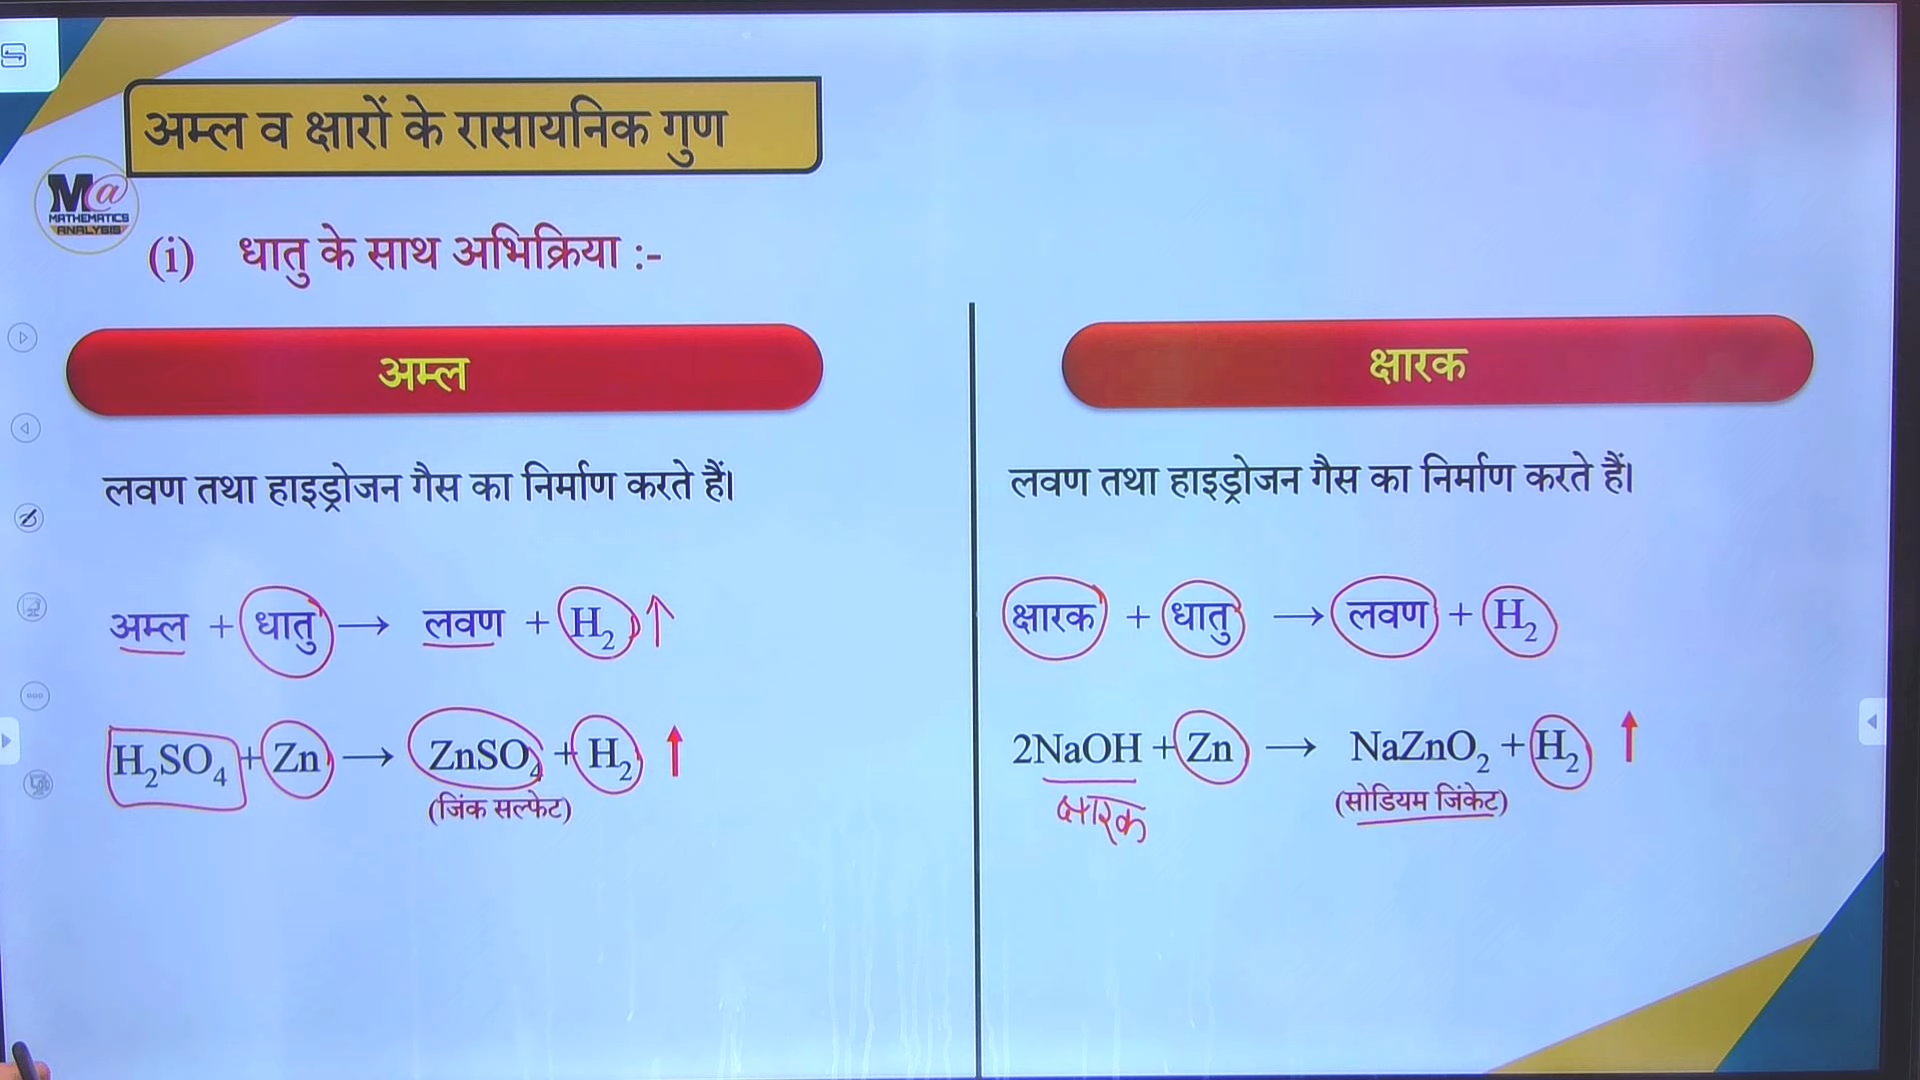 अम्ल व क्षारों के रासायनिक गुण
M@
MATHEMATICS
ANALYSIS
(i) धातु के साथ अभिक्रिया :-
अम्ल
लवण तथा हाइड्रोजन गैस का निर्माण करते हैं।
अम्ल + धातु → लवण + H₂ ↑
H₂SO₄ + Zn → ZnSO₄ + H₂ ↑
(जिंक सल्फेट)
क्षारक
लवण तथा हाइड्रोजन गैस का निर्माण करते हैं।
क्षारक + धातु → लवण + H₂
2NaOH + Zn → NaZnO₂ + H₂ ↑
(सोडियम जिंकेट)
क्षारक